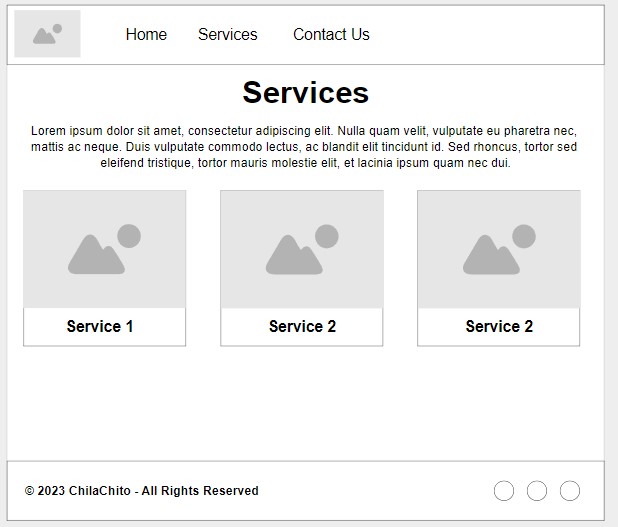 Home Services Contact Us
Services
Lorem ipsum dolor sit amet, consectetur adipiscing elit. Nulla quam velit, vulputate eu pharetra nec,
mattis ac neque. Duis vulputate commodo lectus, ac blandit elit tincidunt id. Sed rhoncus, tortor sed
eleifend tristique, tortor mauris molestie elit, et lacinia ipsum quam nec dui.
Service 1 Service 2 Service 2
© 2023 ChilaChito - All Rights Reserved